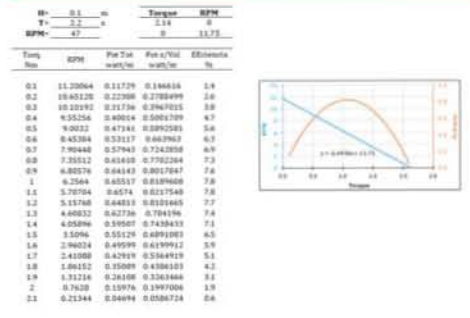 H= 0.1 m Torque RPM
T= 2.2 s 2.14 0
RPM= 47 0 11.75
Torq RPM Pot Tot Pot s/Vol
Nm watt/m watt/m %
0.1 11.20064 0.11729 0.146616 1.4
0.2 10.65128 0.22308 0.2788499 2.6
0.3 10.10192 0.31736 0.3967015 3.8
0.4 9.55256 0.40014 0.5001709 4.7
0.5 9.0032 0.47141 0.5892581 5.6
0.6 8.45384 0.53117 0.663963 6.3
0.7 7.90448 0.57943 0.7242858 6.9
0.8 7.35512 0.61618 0.7702264 7.3
0.9 6.80576 0.64143 0.8017847 7.6
1 6.2564 0.65517 0.8189608 7.8
1.1 5.70704 0.6574 0.8217548 7.8
1.2 5.15768 0.64813 0.8101665 7.7
1.3 4.60832 0.62736 0.784196 7.4
1.4 4.05896 0.59507 0.7438433 7.1
1.5 3.5096 0.55129 0.6891083 6.5
1.6 2.96024 0.49599 0.6199912 5.9
1.7 2.41088 0.42919 0.5364919 5.1
1.8 1.86152 0.35089 0.4386103 4.2
1.9 1.31216 0.26108 0.3263466 3.1
2 0.7628 0.15976 0.1997006 1.9
2.1 0.21344 0.04694 0.0586724 0.6
Torque